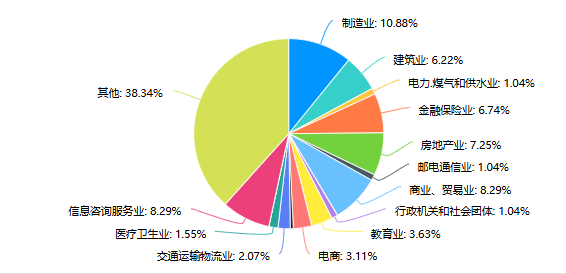 制造业: 10.88%
建筑业: 6.22%
电力.煤气和供水业: 1.04%
金融保险业: 6.74%
房地产业: 7.25%
邮电通信业: 1.04%
商业、贸易业: 8.29%
行政机关和社会团体: 1.04%
教育业: 3.63%
电商: 3.11%
交通运输物流业: 2.07%
医疗卫生业: 1.55%
信息咨询服务业: 8.29%
其他: 38.34%